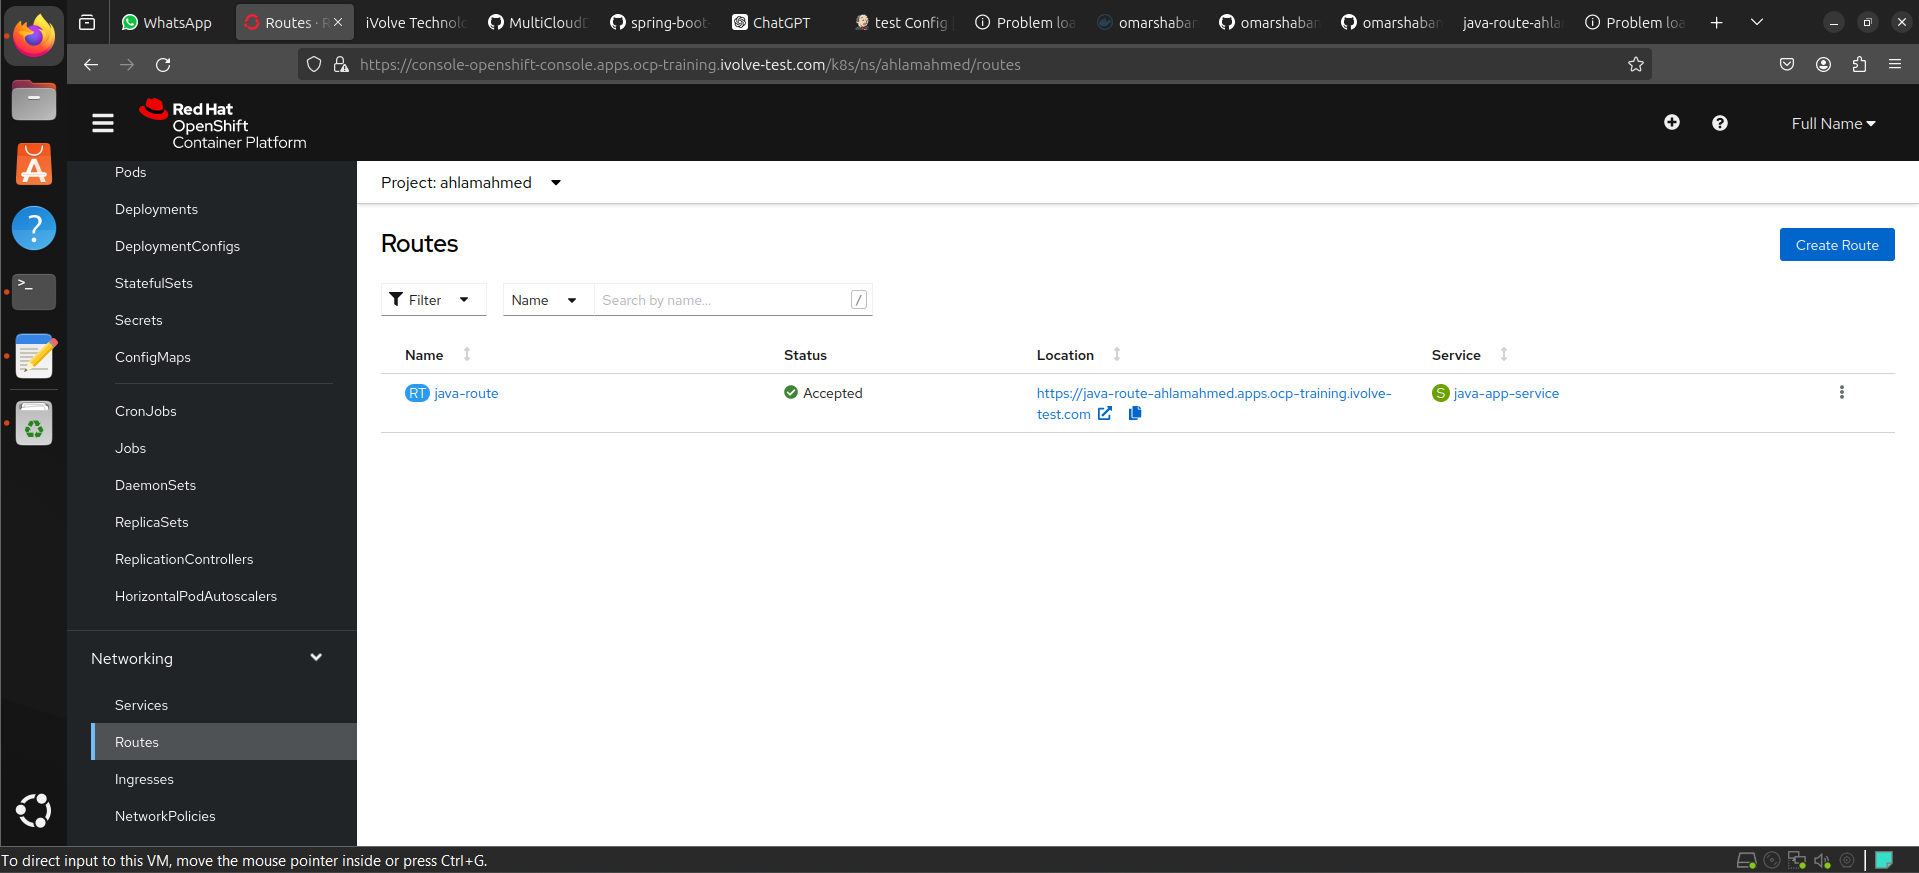 WhatsApp
Routes · R
iVolve Technolo
MultiCloudD
spring-boot-
ChatGPT
test Config
Problem loa
omarshaban
omarshaban
omarshaban
java-route-ahla
Problem loa
https://console-openshift-console.apps.ocp-training.ivolve-test.com/k8s/ns/ahlamahmed/routes
Red Hat
OpenShift
Container Platform
Full Name
Pods
Deployments
DeploymentConfigs
StatefulSets
Secrets
ConfigMaps
CronJobs
Jobs
DaemonSets
ReplicaSets
ReplicationControllers
HorizontalPodAutoscalers
Networking
Services
Routes
Ingresses
NetworkPolicies
Project: ahlamahmed
Routes
Create Route
Filter
Name
Search by name...
/
Name
Status
Location
Service
RT java-route
Accepted
https://java-route-ahlamahmed.apps.ocp-training.ivolve-
test.com
S java-app-service
To direct input to this VM, move the mouse pointer inside or press Ctrl+G.